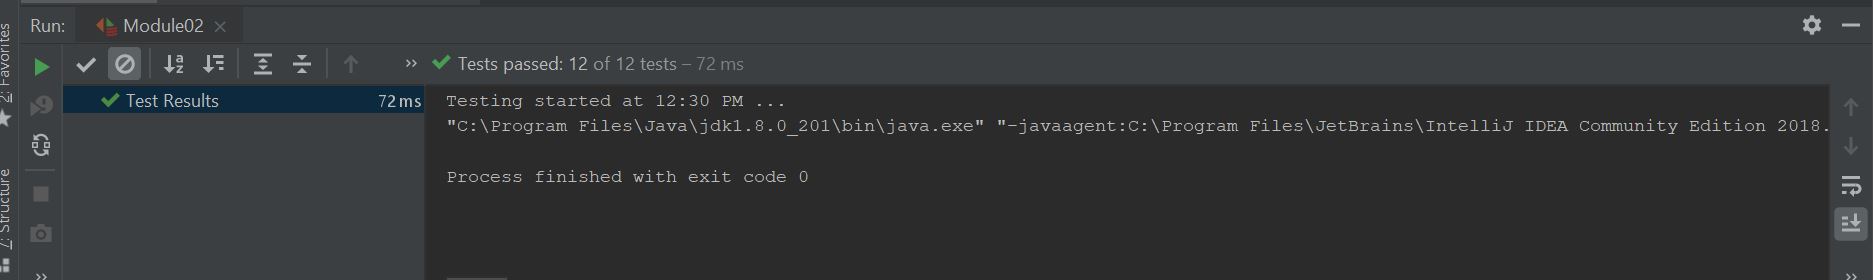 Run: Module02
Tests passed: 12 of 12 tests – 72 ms
Test Results 72 ms
Testing started at 12:30 PM ...
"C:\Program Files\Java\jdk1.8.0_201\bin\java.exe" "-javaagent:C:\Program Files\JetBrains\IntelliJ IDEA Community Edition 2018.
Process finished with exit code 0
2: Favorites
7: Structure